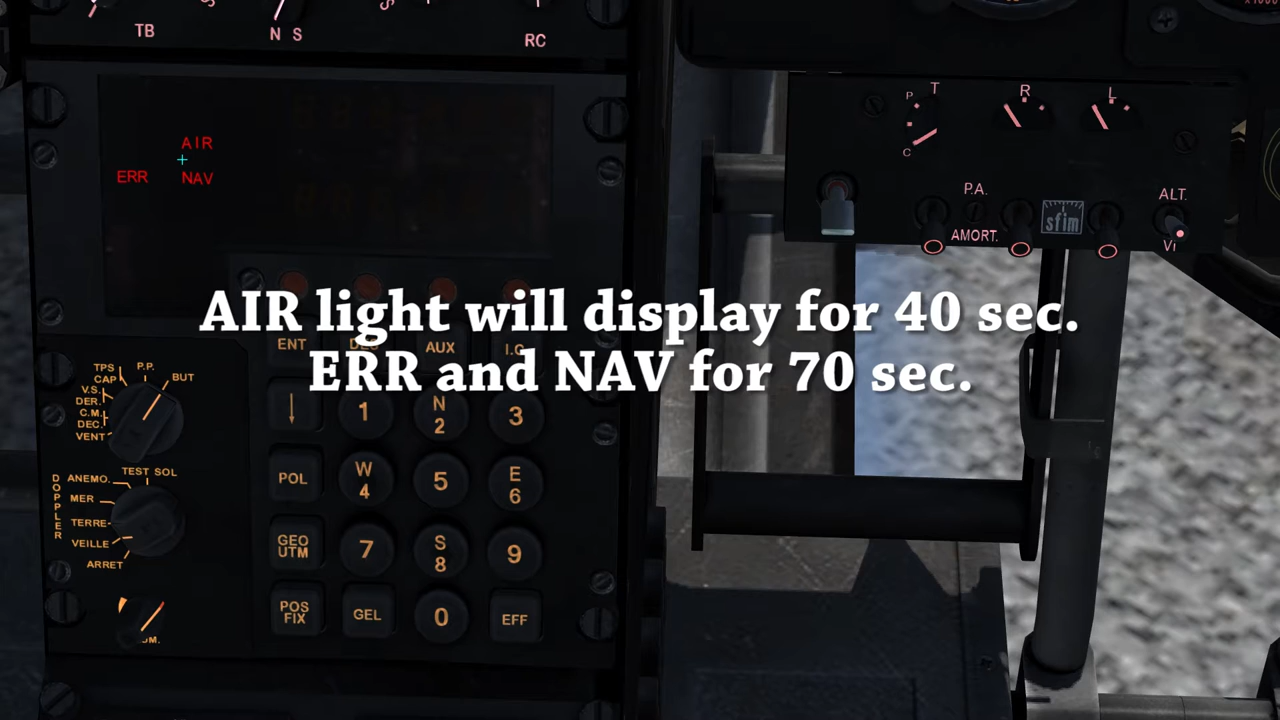 TB
N S
RC
AIR
ERR NAV
P T
C
R
L
P.A.
AMORT.
sfim
ALT.
Vi
AIR light will display for 40 sec.
ERR and NAV for 70 sec.
ENT
AUX
TPS
CAP
V.S.
DER.
C.M.
DEC.
VENT
P.P.
BUT
↓ 1 N 2 3
POL W 4 5 E 6
GEO UTM 7 S 8 9
POS FIX GEL 0 EFF
TEST SOL
DOPPLER
ANEMO.
MER
TERRE
VEILLE
ARRET